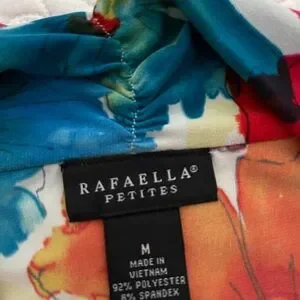 RAFAELLA®
PETITES
M
MADE IN
VIETNAM
92% POLYESTER
8% SPANDEX